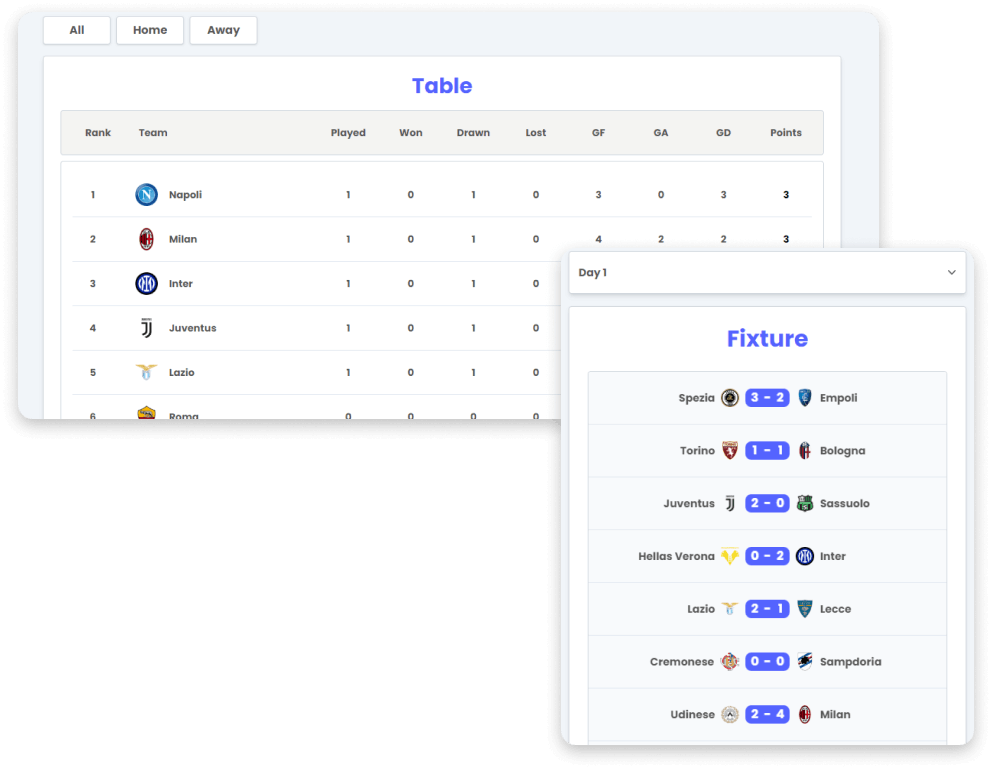 All Home Away
Table
Rank Team Played Won Drawn Lost GF GA GD Points
1 Napoli 1 0 1 0 3 0 3 3
2 Milan 1 0 1 0 4 2 2 3
3 Inter 1 0 1 0
4 Juventus 1 0 1 0
5 Lazio 1 0 1 0
6 Roma 0 0 0 0
Day 1
Fixture
Spezia 3 - 2 Empoli
Torino 1 - 1 Bologna
Juventus 2 - 0 Sassuolo
Hellas Verona 0 - 2 Inter
Lazio 2 - 1 Lecce
Cremonese 0 - 0 Sampdoria
Udinese 2 - 4 Milan